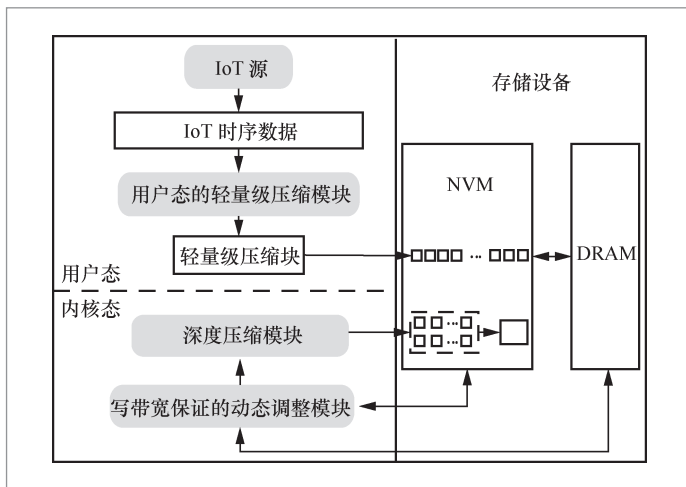 IoT 源
存储设备
IoT 时序数据
用户态的轻量级压缩模块
NVM
轻量级压缩块
...
DRAM
用户态
内核态
...
深度压缩模块
...
写带宽保证的动态调整模块